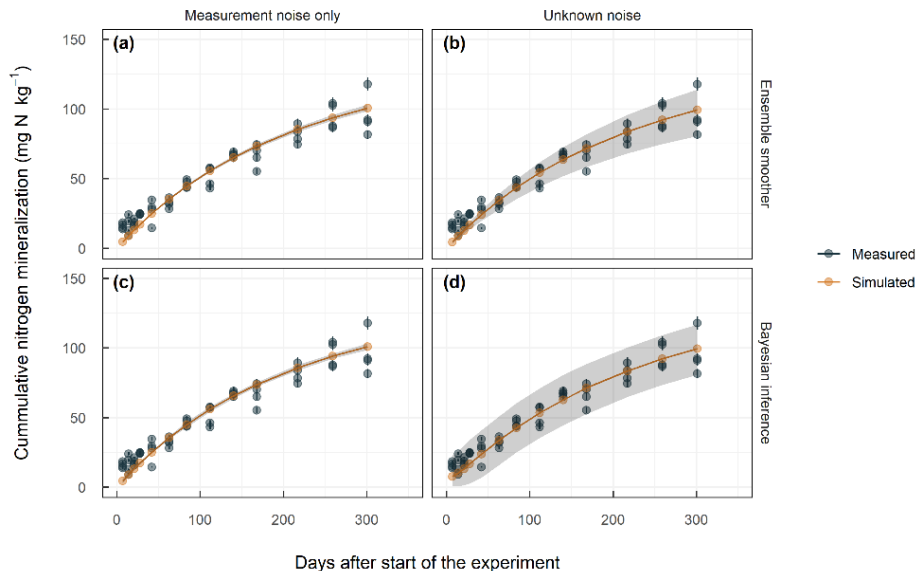 Measurement noise only
Unknown noise
150
100
50
0
(a)
(b)
Ensemble smoother
Cummulative nitrogen mineralization (mg N kg⁻¹)
Measured
Simulated
150
100
50
0
(c)
(d)
Bayesian inference
0 100 200 300
0 100 200 300
Days after start of the experiment